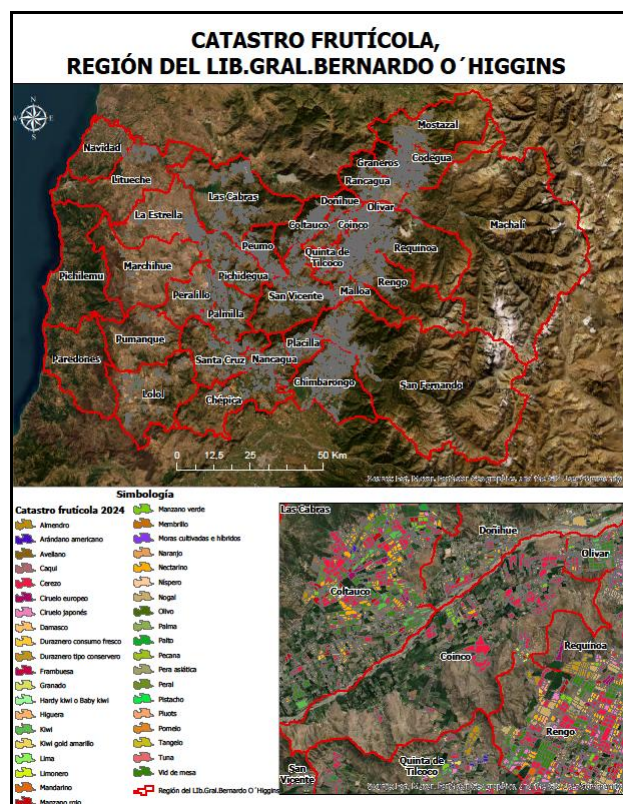 CATASTRO FRUTÍCOLA,
REGIÓN DEL LIB.GRAL.BERNARDO O´HIGGINS
N
W E
S
Mostazal
Navidad
Graneros
Codegua
Litueche
Rancagua
Las Cabras
Doñihue
Olivar
La Estrella
Machalí
Coltauco
Coinco
Peumo
Requinoa
Quinta de
Tilcoco
Marchihue
Pichilemu
Pichidegua
Rengo
Peralillo
San Vicente
Malloa
Palmilla
Pumanque
Placilla
Paredones
Santa Cruz
Nancagua
Chimbarongo
San Fernando
Lolol
Chépica
0 12,5 25 50 Km
Simbología
Catastro frutícola 2024
Almendro
Arándano americano
Avellano
Caqui
Cerezo
Ciruelo europeo
Ciruelo japonés
Damasco
Duraznero consumo fresco
Duraznero tipo conservero
Frambuesa
Granado
Hardy kiwi o Baby kiwi
Higuera
Kiwi
Kiwi gold amarillo
Lima
Limonero
Mandarino
Manzano rojo
Manzano verde
Membrillo
Moras cultivadas e híbridos
Naranjo
Nectarino
Níspero
Nogal
Olivo
Palma
Palto
Pecana
Pera asiática
Peral
Pistacho
Pluots
Pomelo
Tangelo
Tuna
Vid de mesa
Región del Lib.Gral.Bernardo O´Higgins
Las Cabras
Doñihue
Olivar
Coltauco
Requinoa
Coinco
Rengo
San
Vicente
Quinta de
Tilcoco